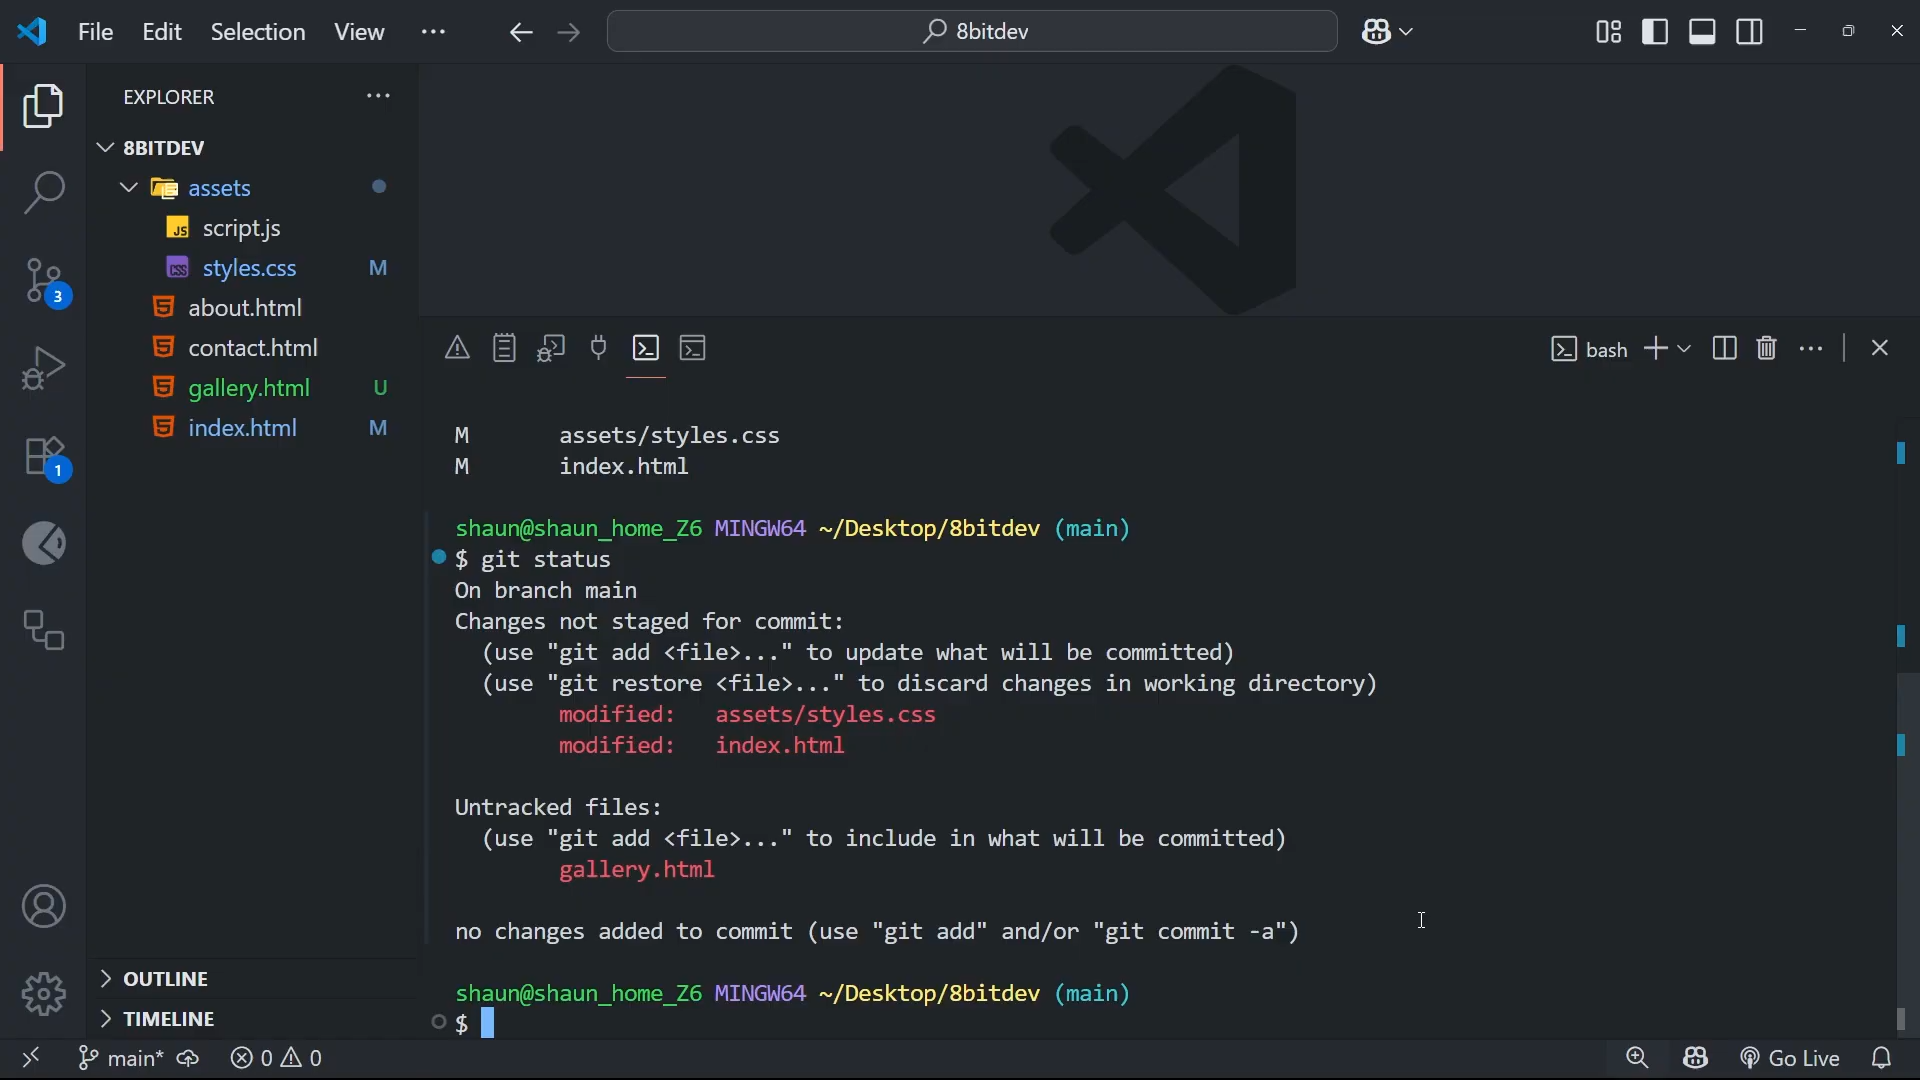 File Edit Selection View ··· 8bitdev
EXPLORER ···
8BITDEV
assets
JS script.js
CSS styles.css M
about.html
contact.html
gallery.html U
index.html M
3
1
OUTLINE
TIMELINE
bash
M assets/styles.css
M index.html
shaun@shaun_home_Z6 MINGW64 ~/Desktop/8bitdev (main)
$ git status
On branch main
Changes not staged for commit:
(use "git add <file>..." to update what will be committed)
(use "git restore <file>..." to discard changes in working directory)
modified: assets/styles.css
modified: index.html
Untracked files:
(use "git add <file>..." to include in what will be committed)
gallery.html
no changes added to commit (use "git add" and/or "git commit -a")
shaun@shaun_home_Z6 MINGW64 ~/Desktop/8bitdev (main)
$
main* 0 0 Go Live